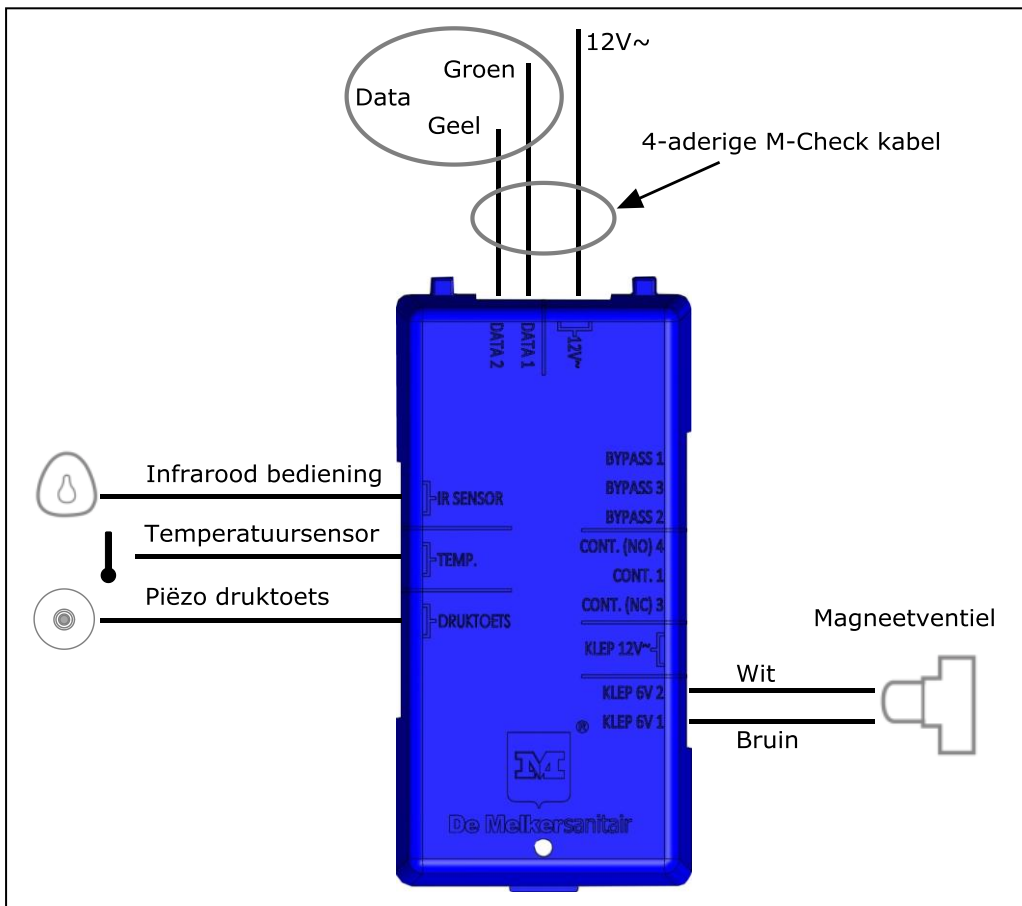 12V~
Groen
Data
Geel
4-aderige M-Check kabel
DATA 2
DATA 1
12V~
BYPASS 1
Infrarood bediening
BYPASS 3
IR SENSOR
BYPASS 2
Temperatuursensor
CONT. (NO) 4
TEMP.
CONT. 1
Piëzo druktoets
CONT. (NC) 3
DRUKTOETS
Magneetventiel
KLEP 12V~
Wit
KLEP 6V 2
KLEP 6V 1
Bruin
®
M
De Melkersanitair